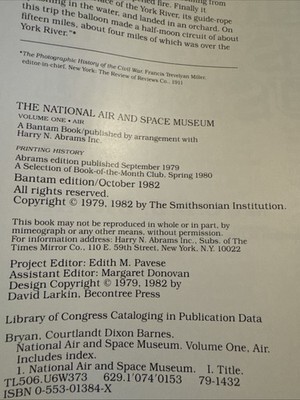 fire. Finally it
of the York River, its guide-rope
in the water, and landed in an orchard. On
this trip the balloon made a half-moon circuit of about
fifteen miles, about four miles of which was over the
York River."*
*The Photographic History of the Civil War, Francis Trevelyan Miller,
editor-in-chief, New York: The Review of Reviews Co., 1911
THE NATIONAL AIR AND SPACE MUSEUM
VOLUME ONE • AIR
A Bantam Book/published by arrangement with
Harry N. Abrams Inc.
PRINTING HISTORY
Abrams edition published September 1979
A Selection of Book-of-the-Month Club, Spring 1980
Bantam edition/October 1982
All rights reserved.
Copyright © 1979, 1982 by The Smithsonian Institution.
This book may not be reproduced in whole or in part, by
mimeograph or any other means, without permission.
For information address: Harry N. Abrams Inc., Subs. of The
Times Mirror Co., 110 E. 59th Street, New York, N.Y. 10022
Project Editor: Edith M. Pavese
Assistant Editor: Margaret Donovan
Design Copyright © 1979, 1982 by
David Larkin, Becontree Press
Library of Congress Cataloging in Publication Data
Bryan, Courtlandt Dixon Barnes.
National Air and Space Museum. Volume One, Air.
Includes index.
1. National Air and Space Museum. I. Title.
TL506.U6W373 629.1'074'0153 79-1432
ISBN 0-553-01384-X